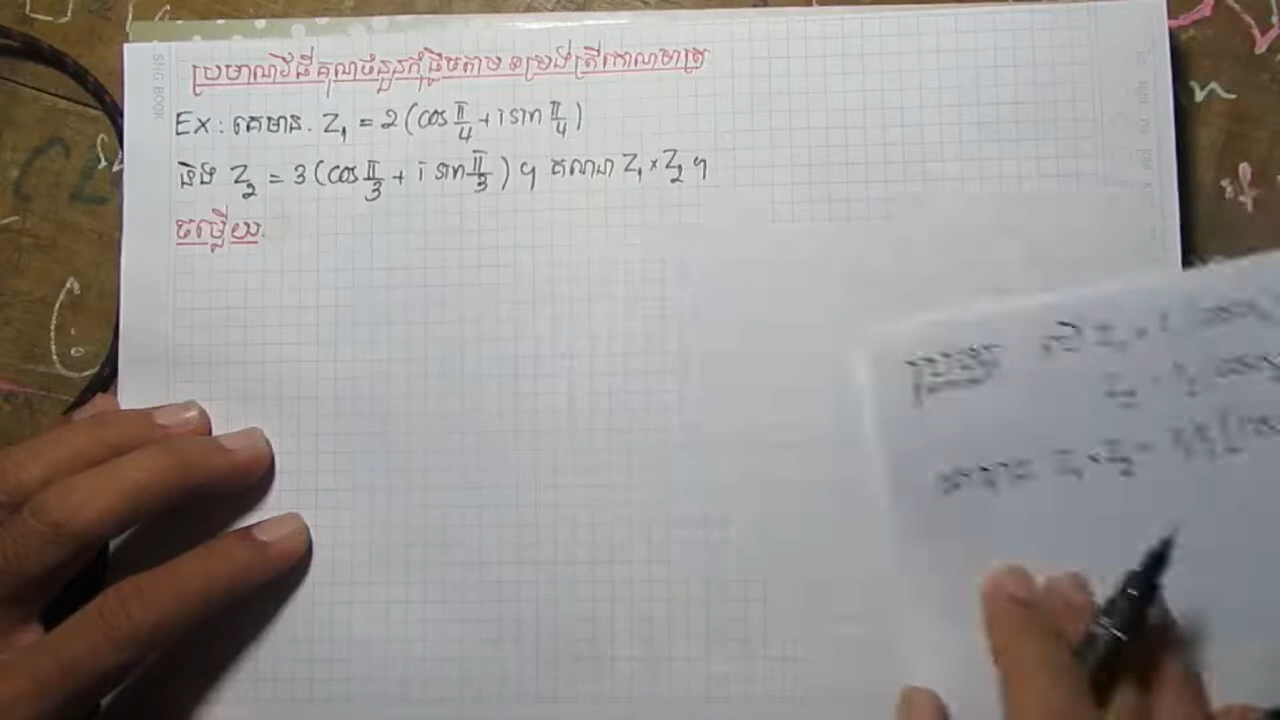 ប្រមាណវិធីគុណចំនួនកុំផ្លិចតាមទម្រង់ត្រីកោណមាត្រ
Ex: គេមាន. Z₁ = 2(cos π/4 + i sin π/4)
និង Z₂ = 3(cos π/3 + i sin π/3) ។ គណនា Z₁ × Z₂ ។
ចម្លើយ.
SNG BOOK